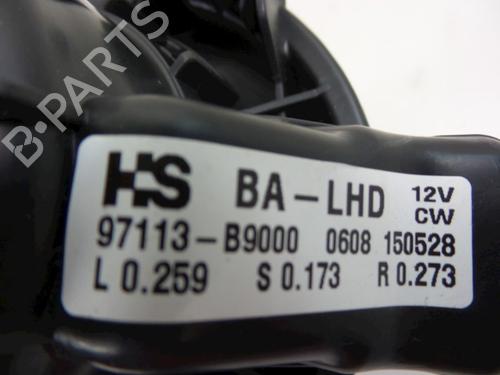 B-PARTS
HS BA-LHD 12V
CW
97113-B9000 0608 150528
L 0.259 S 0.173 R 0.273